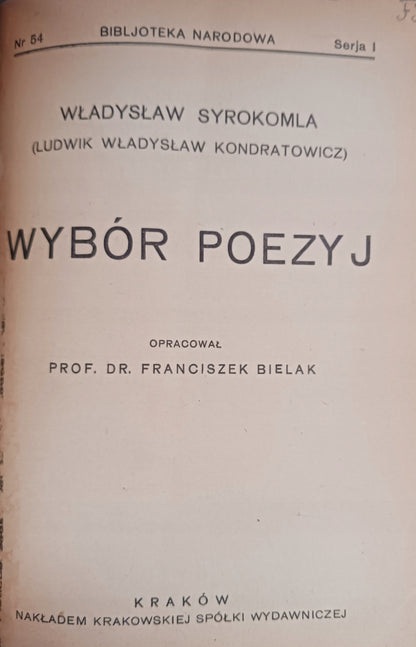 Nr 54 BIBLJOTEKA NARODOWA Serja I
WŁADYSŁAW SYROKOMLA
(LUDWIK WŁADYSŁAW KONDRATOWICZ)
WYBÓR POEZYJ
OPRACOWAŁ
PROF. DR. FRANCISZEK BIELAK
KRAKÓW
NAKŁADEM KRAKOWSKIEJ SPÓŁKI WYDAWNICZEJ